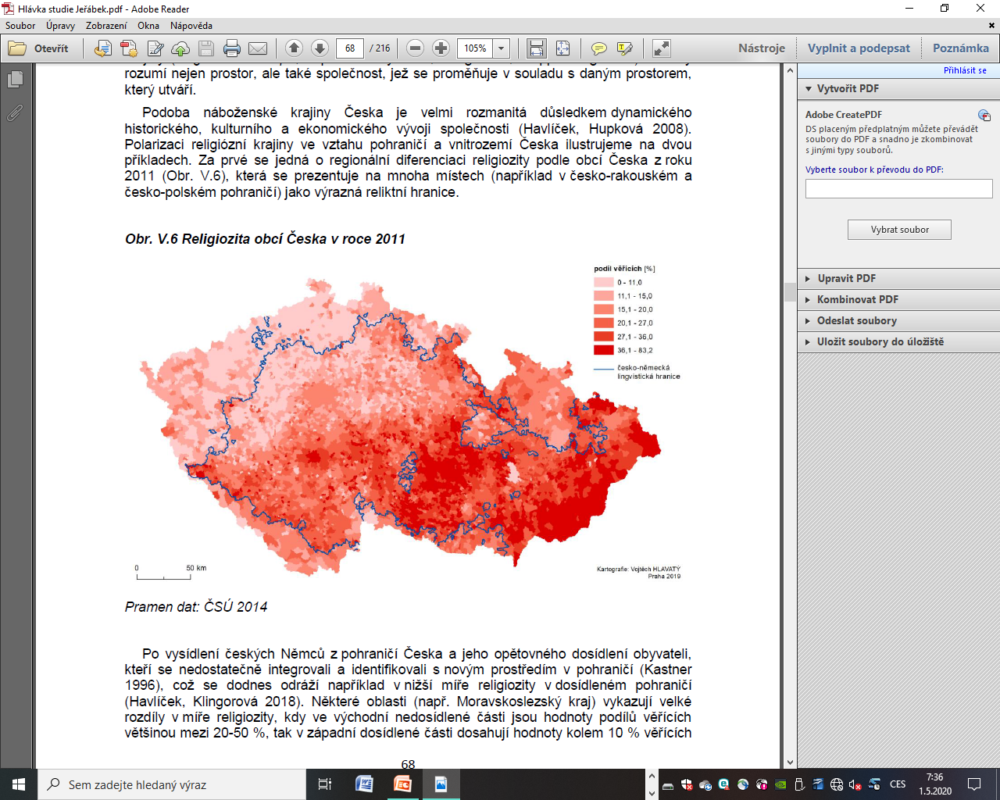 Hlávka studie Jeřábek.pdf - Adobe Reader
Soubor Úpravy Zobrazení Okna Nápověda
Otevřít 68 / 216 105% Nástroje Vyplnit a podepsat Poznámka
Přihlásit se
Vytvořit PDF
Adobe CreatePDF
DS placeným předplatným můžete převádět
soubory do PDF a snadno je zkombinovat
s jinými typy souborů.
Vyberte soubor k převodu do PDF:
Vybrat soubor
Upravit PDF
Kombinovat PDF
Odeslat soubory
Uložit soubory do úložiště
rozumí nejen prostor, ale také společnost, jež se proměňuje v souladu s daným prostorem,
který utváří.
Podoba náboženské krajiny Česka je velmi rozmanitá důsledkem dynamického
historického, kulturního a ekonomického vývoji společnosti (Havlíček, Hupková 2008).
Polarizaci religiózní krajiny ve vztahu pohraničí a vnitrozemí Česka ilustrujeme na dvou
příkladech. Za prvé se jedná o regionální diferenciaci religiozity podle obcí Česka z roku
2011 (Obr. V.6), která se prezentuje na mnoha místech (například v česko-rakouském a
česko-polském pohraničí) jako výrazná reliktní hranice.
Obr. V.6 Religiozita obcí Česka v roce 2011
podíl věřících [%]
0 - 11,0
11,1 - 15,0
15,1 - 20,0
20,1 - 27,0
27,1 - 36,0
36,1 - 83,2
česko-německá
lingvistická hranice
0 50 km
Kartografie: Vojtěch HLAVATÝ
Praha 2019
Pramen dat: ČSÚ 2014
Po vysídlení českých Němců z pohraničí Česka a jeho opětovného dosídlení obyvateli,
kteří se nedostatečně integrovali a identifikovali s novým prostředím v pohraničí (Kastner
1996), což se dodnes odráží například v nižší míře religiozity v dosídleném pohraničí
(Havlíček, Klingorová 2018). Některé oblasti (např. Moravskoslezský kraj) vykazují velké
rozdíly v míře religiozity, kdy ve východní nedosídlené části jsou hodnoty podílů věřících
většinou mezi 20-50 %, tak v západní dosídlené části dosahují hodnoty kolem 10 % věřících
68
Sem zadejte hledaný výraz
CES
7:36
1.5.2020